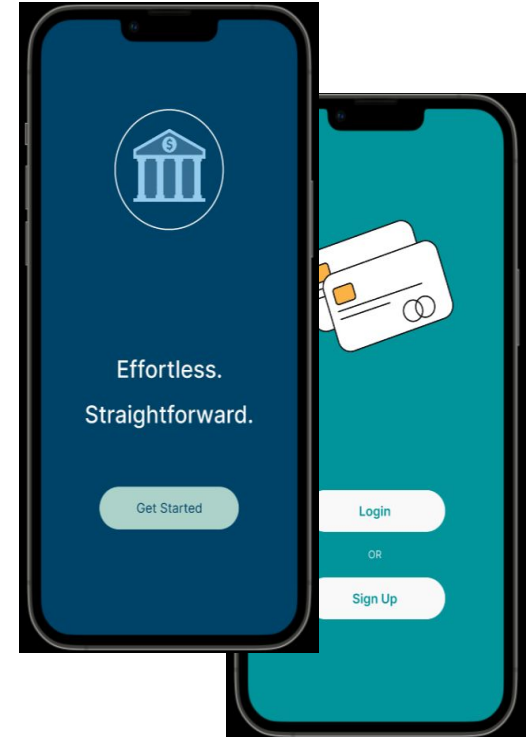 $
Effortless.
Straightforward.
Get Started
Login
OR
Sign Up